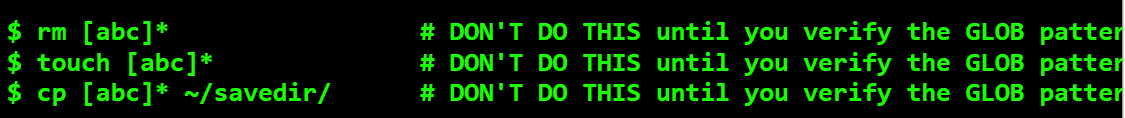 $ rm [abc]* # DON'T DO THIS until you verify the GLOB patter
$ touch [abc]* # DON'T DO THIS until you verify the GLOB patter
$ cp [abc]* ~/savedir/ # DON'T DO THIS until you verify the GLOB patter